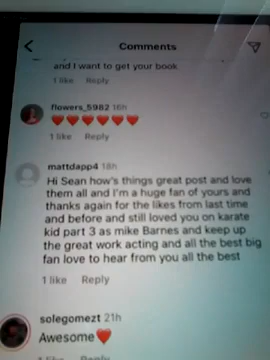 Comments
and I want to get your book
1 like Reply
flowers_5982 16h
❤️❤️❤️❤️❤️❤️
1 like Reply
mattdapp4 18h
Hi Sean how's things great post and love
them all and I'm a huge fan of yours and
thanks again for the likes from last time
and before and still loved you on karate
kid part 3 as mike Barnes and keep up
the great work acting and all the best big
fan love to hear from you all the best
1 like Reply
solegomezt 21h
Awesome❤️
1 like Reply